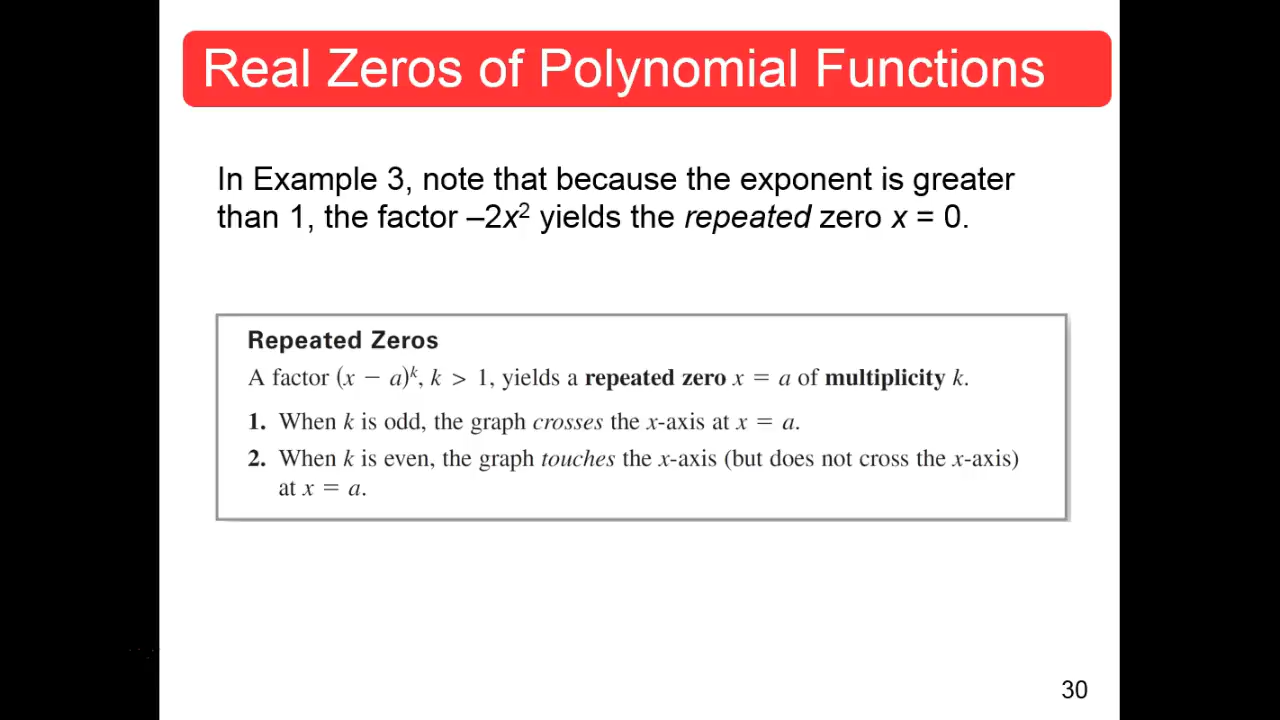 Real Zeros of Polynomial Functions
In Example 3, note that because the exponent is greater
than 1, the factor –2x² yields the repeated zero x = 0.
Repeated Zeros
A factor (x − a)ᵏ, k > 1, yields a repeated zero x = a of multiplicity k.
1. When k is odd, the graph crosses the x-axis at x = a.
2. When k is even, the graph touches the x-axis (but does not cross the x-axis)
at x = a.
30